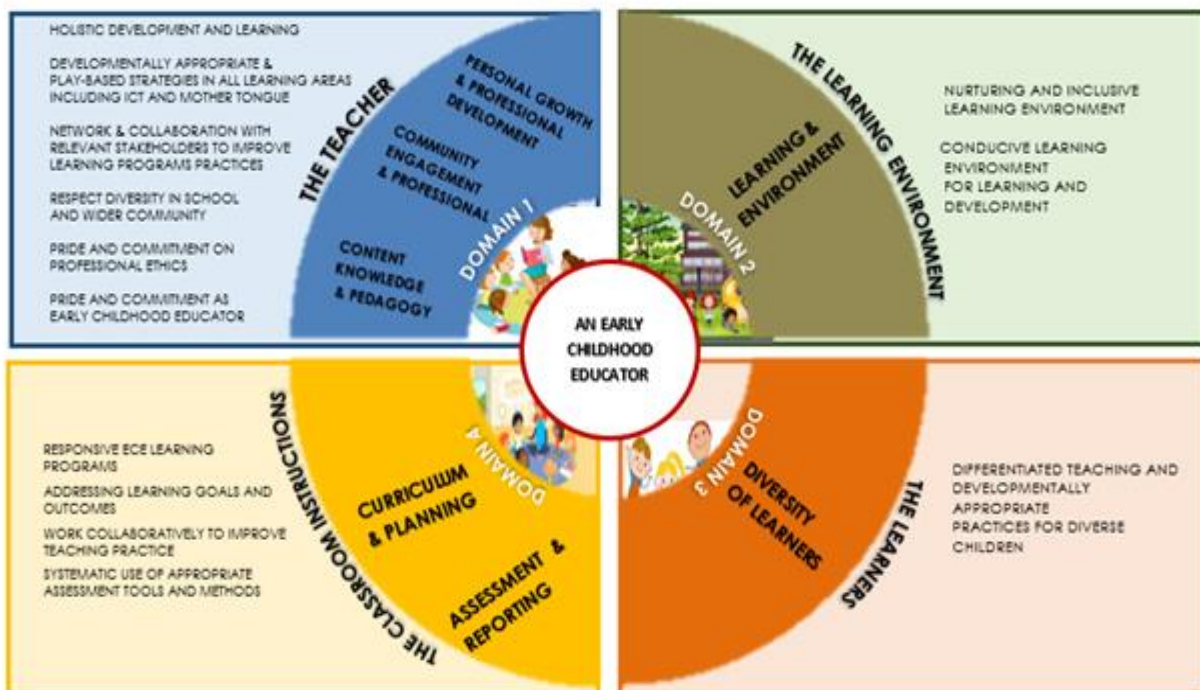 HOLISTIC DEVELOPMENT AND LEARNING
DEVELOPMENTALLY APPROPRIATE &
PLAY-BASED STRATEGIES IN ALL LEARNING AREAS
INCLUDING ICT AND MOTHER TONGUE
NETWORK & COLLABORATION WITH
RELEVANT STAKEHOLDERS TO IMPROVE
LEARNING PROGRAMS PRACTICES
RESPECT DIVERSITY IN SCHOOL
AND WIDER COMMUNITY
PRIDE AND COMMITMENT ON
PROFESSIONAL ETHICS
PRIDE AND COMMITMENT AS
EARLY CHILDHOOD EDUCATOR
THE TEACHER
PERSONAL GROWTH
& PROFESSIONAL
DEVELOPMENT
COMMUNITY
ENGAGEMENT
& PROFESSIONAL
CONTENT
KNOWLEDGE
& PEDAGOGY
DOMAIN 1
DOMAIN 2
LEARNING &
ENVIRONMENT
THE LEARNING ENVIRONMENT
NURTURING AND INCLUSIVE
LEARNING ENVIRONMENT
CONDUCIVE LEARNING
ENVIRONMENT
FOR LEARNING AND
DEVELOPMENT
AN EARLY
CHILDHOOD
EDUCATOR
RESPONSIVE ECE LEARNING
PROGRAMS
ADDRESSING LEARNING GOALS AND
OUTCOMES
WORK COLLABORATIVELY TO IMPROVE
TEACHING PRACTICE
SYSTEMATIC USE OF APPROPRIATE
ASSESSMENT TOOLS AND METHODS
THE CLASSROOM INSTRUCTIONS
CURRICULUM
& PLANNING
ASSESSMENT &
REPORTING
DOMAIN 4
DOMAIN 3
DIVERSITY
OF LEARNERS
THE LEARNERS
DIFFERENTIATED TEACHING AND
DEVELOPMENTALLY
APPROPRIATE
PRACTICES FOR DIVERSE
CHILDREN